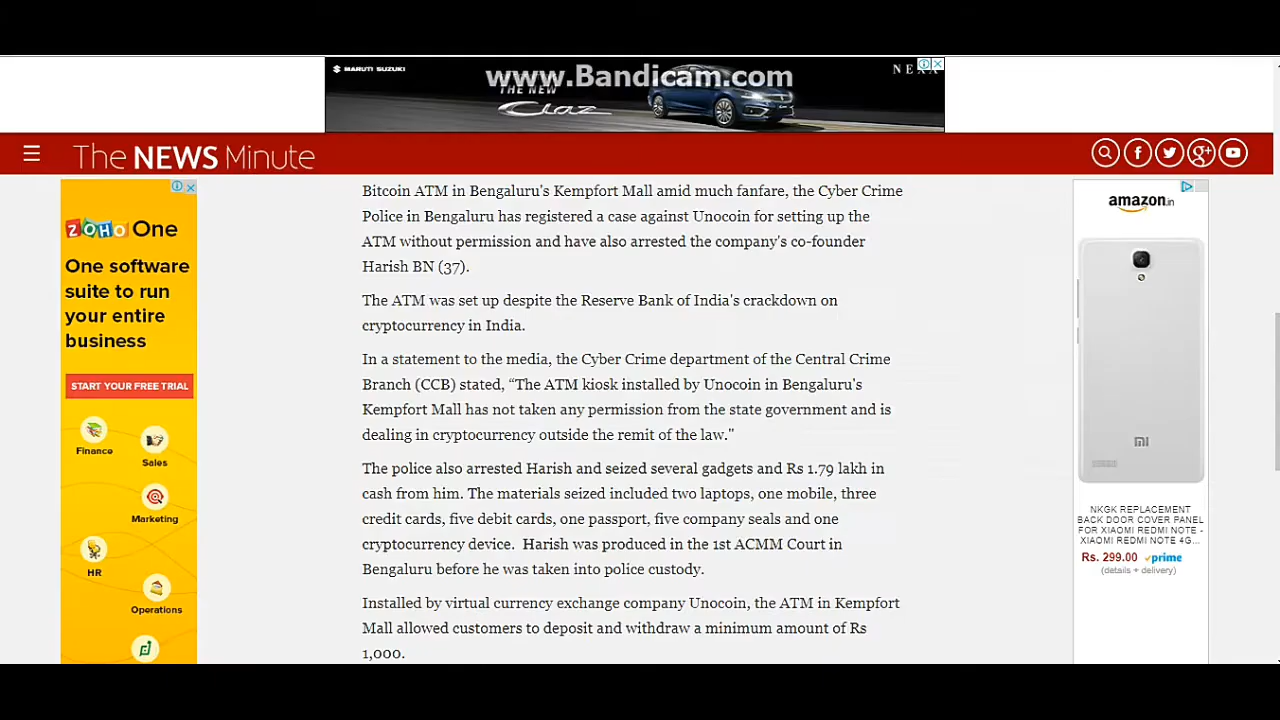 MARUTI SUZUKI
www.Bandicam.com
THE NEW
Ciaz
The NEWS Minute
ZOHO One
One software
suite to run
your entire
business
START YOUR FREE TRIAL
Finance
Sales
Marketing
HR
Operations
Bitcoin ATM in Bengaluru's Kempfort Mall amid much fanfare, the Cyber Crime
Police in Bengaluru has registered a case against Unocoin for setting up the
ATM without permission and have also arrested the company's co-founder
Harish BN (37).
The ATM was set up despite the Reserve Bank of India's crackdown on
cryptocurrency in India.
In a statement to the media, the Cyber Crime department of the Central Crime
Branch (CCB) stated, “The ATM kiosk installed by Unocoin in Bengaluru's
Kempfort Mall has not taken any permission from the state government and is
dealing in cryptocurrency outside the remit of the law."
The police also arrested Harish and seized several gadgets and Rs 1.79 lakh in
cash from him. The materials seized included two laptops, one mobile, three
credit cards, five debit cards, one passport, five company seals and one
cryptocurrency device. Harish was produced in the 1st ACMM Court in
Bengaluru before he was taken into police custody.
Installed by virtual currency exchange company Unocoin, the ATM in Kempfort
Mall allowed customers to deposit and withdraw a minimum amount of Rs
1,000.
amazon.in
mi
NKGK REPLACEMENT
BACK DOOR COVER PANEL
FOR XIAOMI REDMI NOTE -
XIAOMI REDMI NOTE 4G...
Rs. 299.00 prime
(details + delivery)